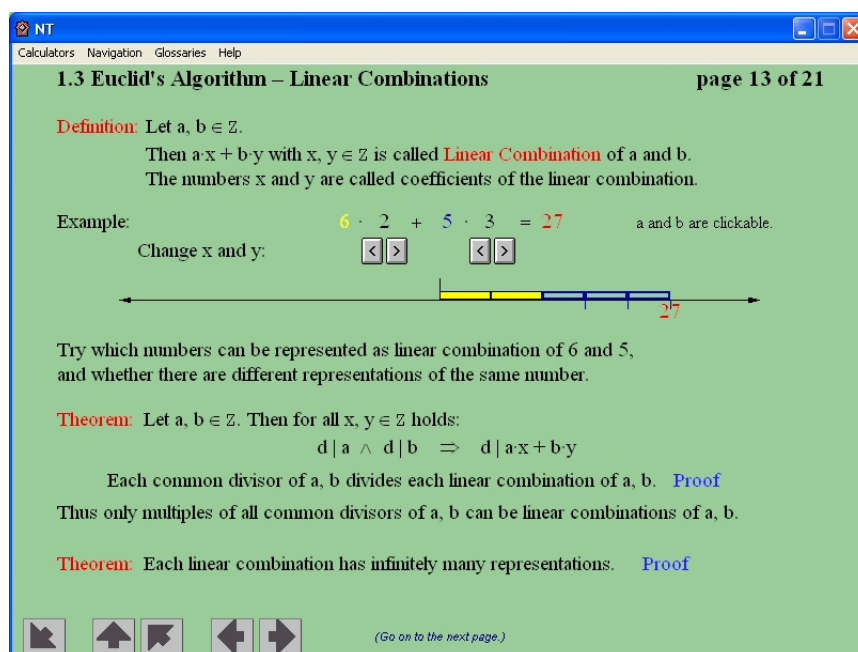 NT
Calculators Navigation Glossaries Help
1.3 Euclid's Algorithm – Linear Combinations page 13 of 21
Definition: Let a, b ∈ ℤ.
Then a·x + b·y with x, y ∈ ℤ is called Linear Combination of a and b.
The numbers x and y are called coefficients of the linear combination.
Example: 6 · 2 + 5 · 3 = 27 a and b are clickable.
Change x and y: < > < >
27
Try which numbers can be represented as linear combination of 6 and 5,
and whether there are different representations of the same number.
Theorem: Let a, b ∈ ℤ. Then for all x, y ∈ ℤ holds:
d | a ∧ d | b ⇒ d | a·x + b·y
Each common divisor of a, b divides each linear combination of a, b. Proof
Thus only multiples of all common divisors of a, b can be linear combinations of a, b.
Theorem: Each linear combination has infinitely many representations. Proof
(Go on to the next page.)